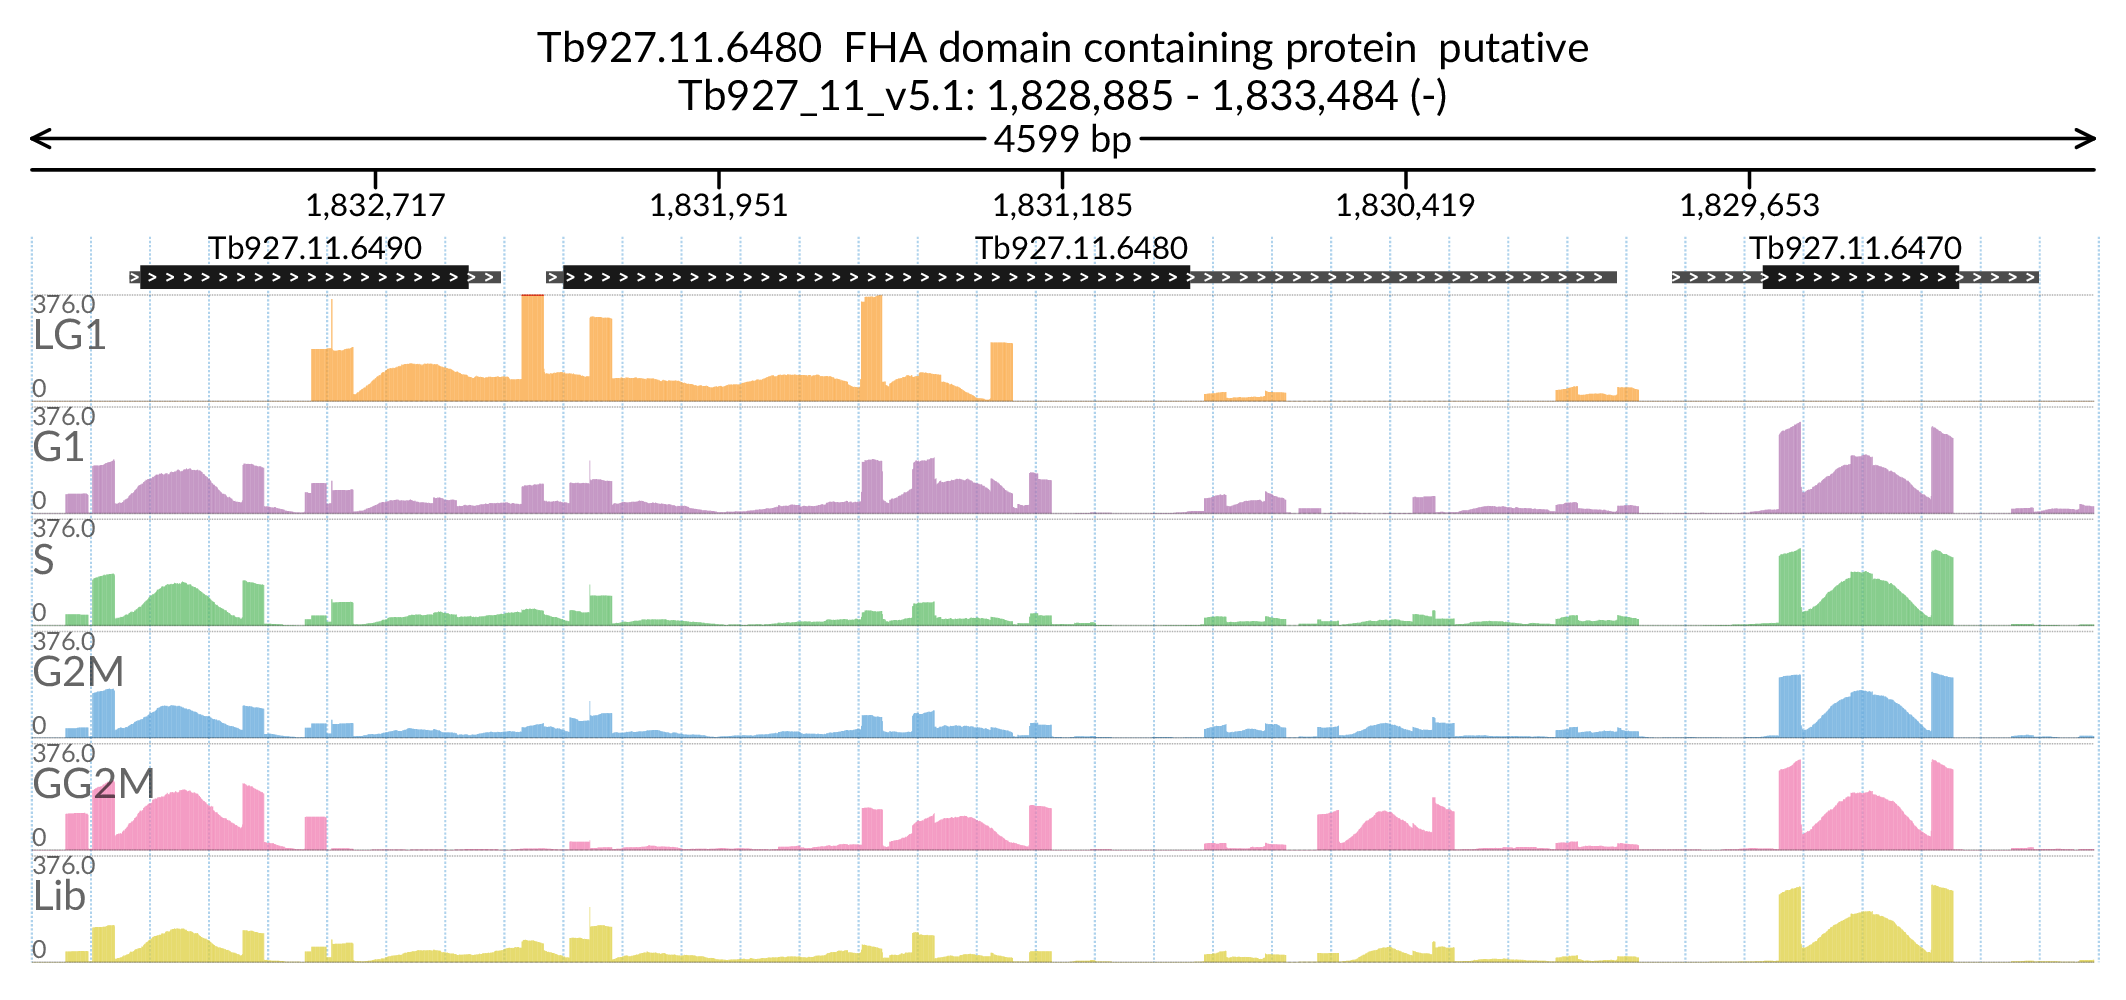 Tb927.11.6480  FHA domain containing protein  putative
Tb927_11_v5.1: 1,828,885 - 1,833,484 (-)
4599 bp
1,832,717 1,831,951 1,831,185 1,830,419 1,829,653
Tb927.11.6490 Tb927.11.6480 Tb927.11.6470
376.0
LG1
0
376.0
G1
0
376.0
S
0
376.0
G2M
0
376.0
GG2M
0
376.0
Lib
0